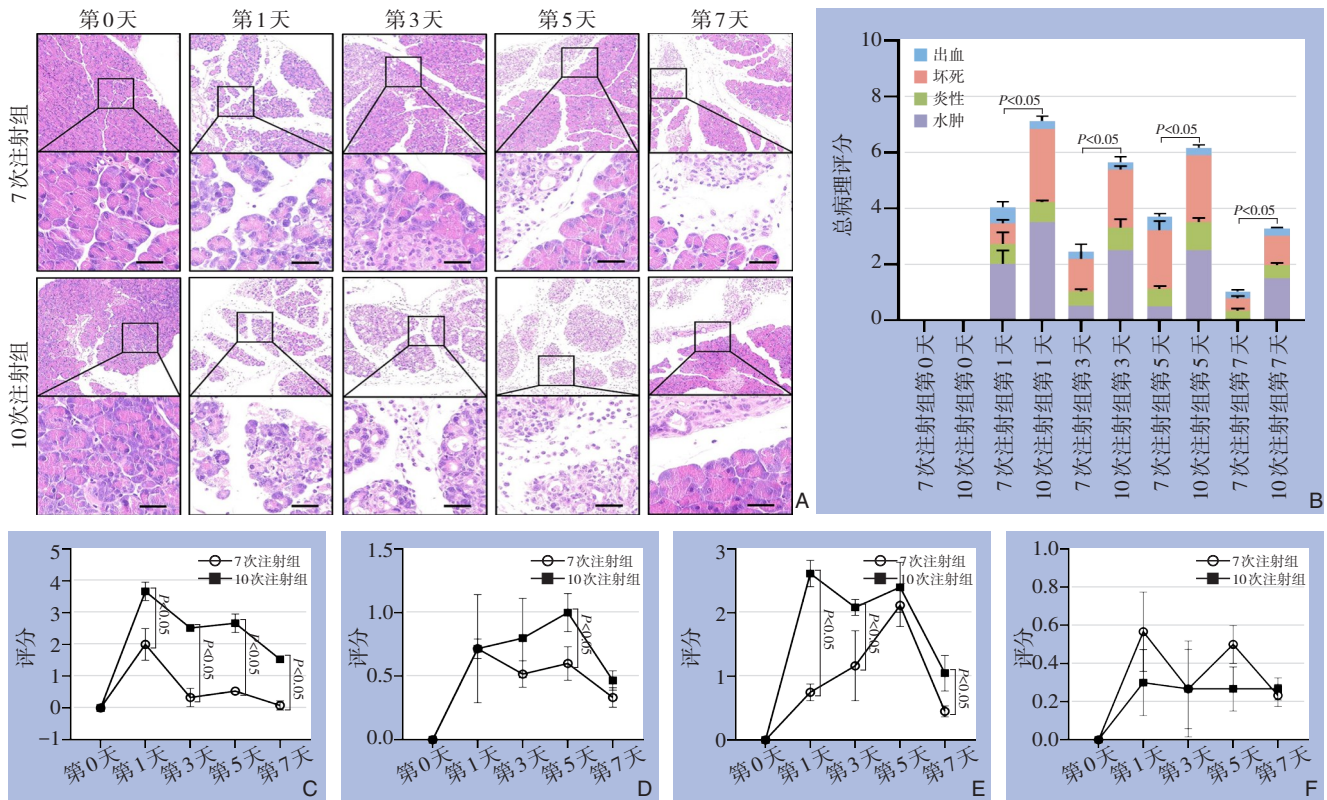 第0天 第1天 第3天 第5天 第7天
7次注射组
10次注射组
A
10
8
6
4
2
0
总病理评分
出血
坏死
炎性
水肿
P<0.05
P<0.05
P<0.05
P<0.05
7次注射组第0天
10次注射组第0天
7次注射组第1天
10次注射组第1天
7次注射组第3天
10次注射组第3天
7次注射组第5天
10次注射组第5天
7次注射组第7天
10次注射组第7天
B
5
4
3
2
1
0
−1
评分
7次注射组
10次注射组
P<0.05
P<0.05
P<0.05
P<0.05
第0天 第1天 第3天 第5天 第7天
C
1.5
1.0
0.5
0.0
评分
7次注射组
10次注射组
P<0.05
第0天 第1天 第3天 第5天 第7天
D
3
2
1
0
评分
7次注射组
10次注射组
P<0.05
P<0.05
P<0.05
第0天 第1天 第3天 第5天 第7天
E
1.0
0.8
0.6
0.4
0.2
0.0
评分
7次注射组
10次注射组
第0天 第1天 第3天 第5天 第7天
F